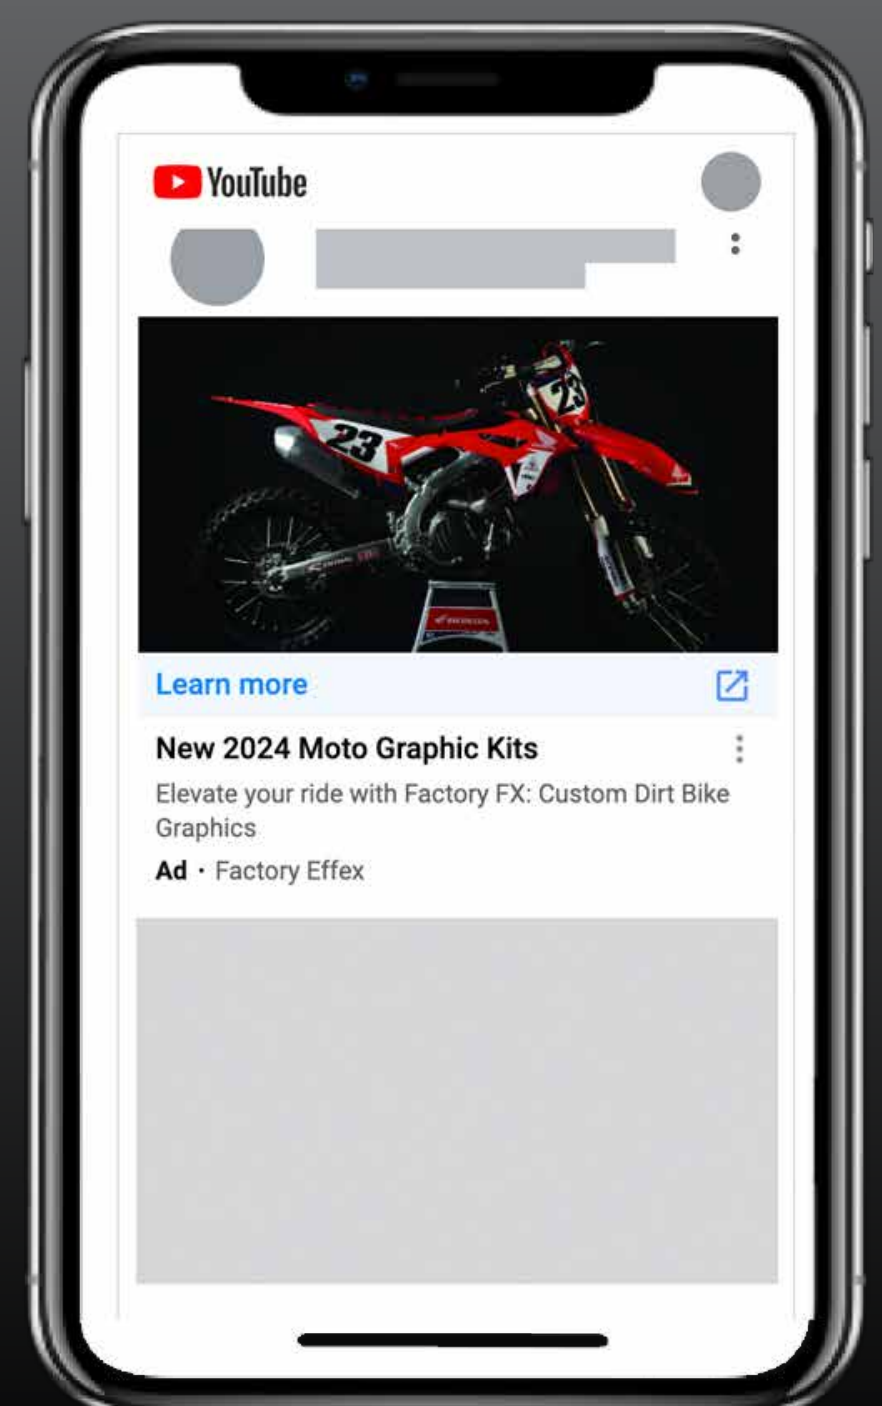 YouTube
23
23
HONDA
Learn more
New 2024 Moto Graphic Kits
Elevate your ride with Factory FX: Custom Dirt Bike
Graphics
Ad · Factory Effex